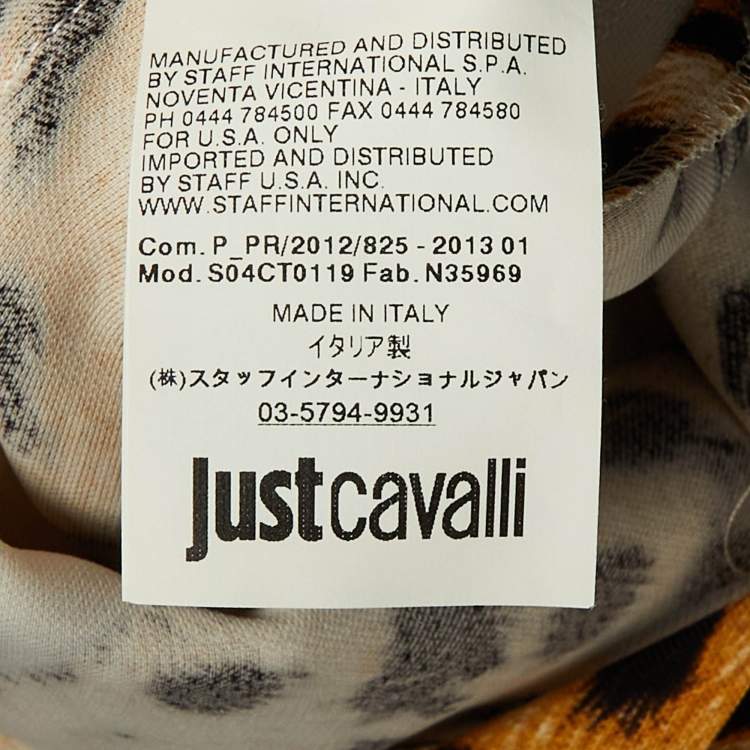 MANUFACTURED AND DISTRIBUTED
BY STAFF INTERNATIONAL S.P.A.
NOVENTA VICENTINA - ITALY
PH 0444 784500 FAX 0444 784580
FOR U.S.A. ONLY
IMPORTED AND DISTRIBUTED
BY STAFF U.S.A. INC.
WWW.STAFFINTERNATIONAL.COM
Com. P_PR/2012/825 - 2013 01
Mod. S04CT0119 Fab. N35969
MADE IN ITALY
イタリア製
(株)スタッフインターナショナルジャパン
03-5794-9931
Justcavalli